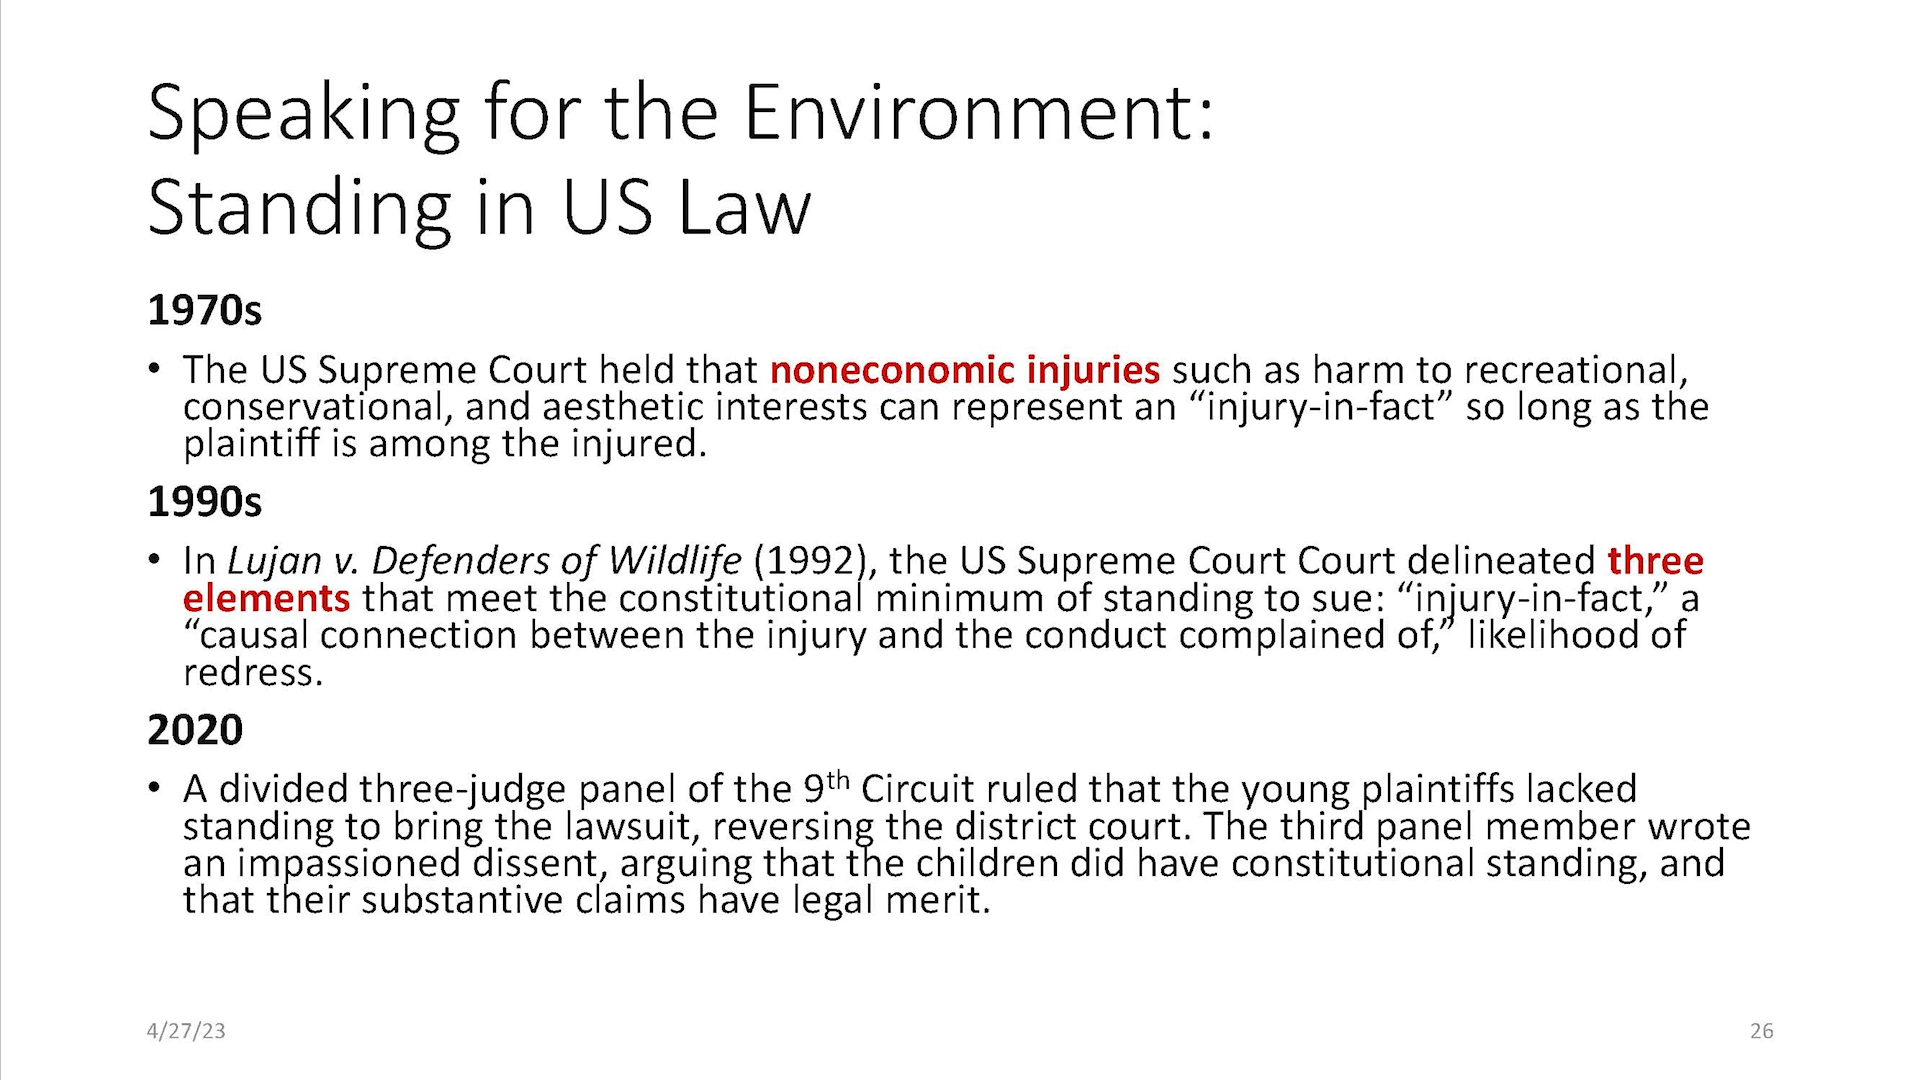 Speaking for the Environment:
Standing in US Law
1970s
• The US Supreme Court held that noneconomic injuries such as harm to recreational,
conservational, and aesthetic interests can represent an “injury-in-fact” so long as the
plaintiff is among the injured.
1990s
• In Lujan v. Defenders of Wildlife (1992), the US Supreme Court Court delineated three
elements that meet the constitutional minimum of standing to sue: “injury-in-fact,” a
“causal connection between the injury and the conduct complained of,” likelihood of
redress.
2020
• A divided three-judge panel of the 9th Circuit ruled that the young plaintiffs lacked
standing to bring the lawsuit, reversing the district court. The third panel member wrote
an impassioned dissent, arguing that the children did have constitutional standing, and
that their substantive claims have legal merit.
4/27/23
26